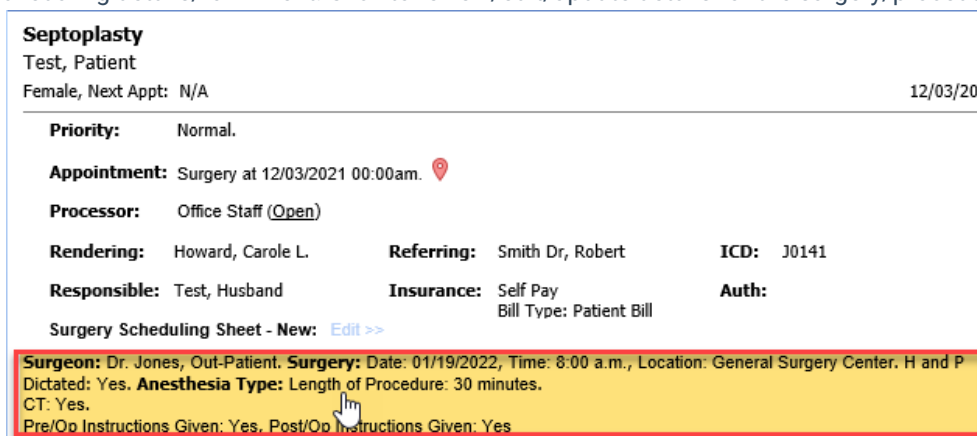 Septoplasty
Test, Patient
Female, Next Appt: N/A 12/03/20
Priority: Normal.
Appointment: Surgery at 12/03/2021 00:00am.
Processor: Office Staff (Open)
Rendering: Howard, Carole L. Referring: Smith Dr, Robert ICD: J0141
Responsible: Test, Husband Insurance: Self Pay Auth:
Bill Type: Patient Bill
Surgery Scheduling Sheet - New: Edit >>
Surgeon: Dr. Jones, Out-Patient. Surgery: Date: 01/19/2022, Time: 8:00 a.m., Location: General Surgery Center. H and P
Dictated: Yes. Anesthesia Type: Length of Procedure: 30 minutes.
CT: Yes.
Pre/Op Instructions Given: Yes, Post/Op Instructions Given: Yes